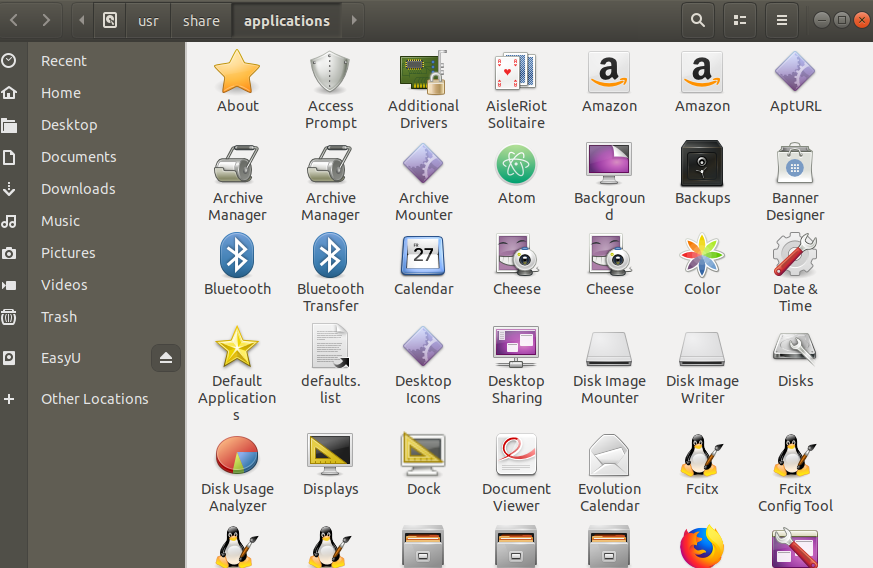 usr share applications
Recent
Home
Desktop
Documents
Downloads
Music
Pictures
Videos
Trash
EasyU
Other Locations
About
Access
Prompt
Additional
Drivers
AisleRiot
Solitaire
Amazon
Amazon
AptURL
Archive
Manager
Archive
Manager
Archive
Mounter
Atom
Backgroun
d
Backups
Banner
Designer
Bluetooth
Bluetooth
Transfer
27
Calendar
Cheese
Cheese
Color
Date &
Time
Default
Application
s
defaults.
list
Desktop
Icons
Desktop
Sharing
Disk Image
Mounter
Disk Image
Writer
Disks
Disk Usage
Analyzer
Displays
Dock
Document
Viewer
Evolution
Calendar
Fcitx
Fcitx
Config Tool